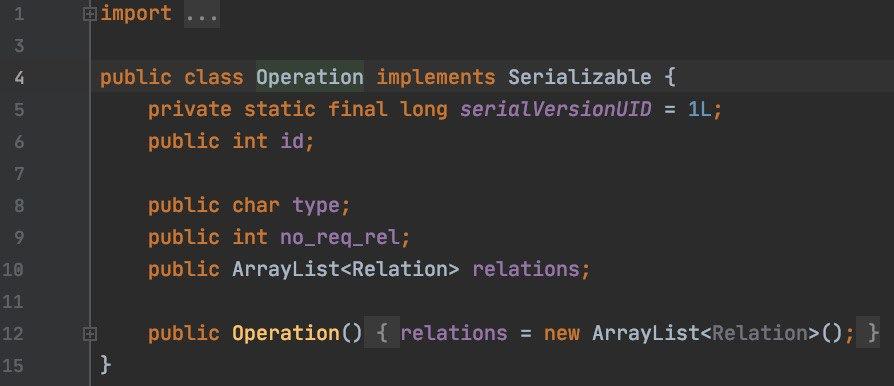 1 import ...
3
4 public class Operation implements Serializable {
5 private static final long serialVersionUID = 1L;
6 public int id;
7
8 public char type;
9 public int no_req_rel;
10 public ArrayList<Relation> relations;
11
12 public Operation() { relations = new ArrayList<Relation>(); }
15 }